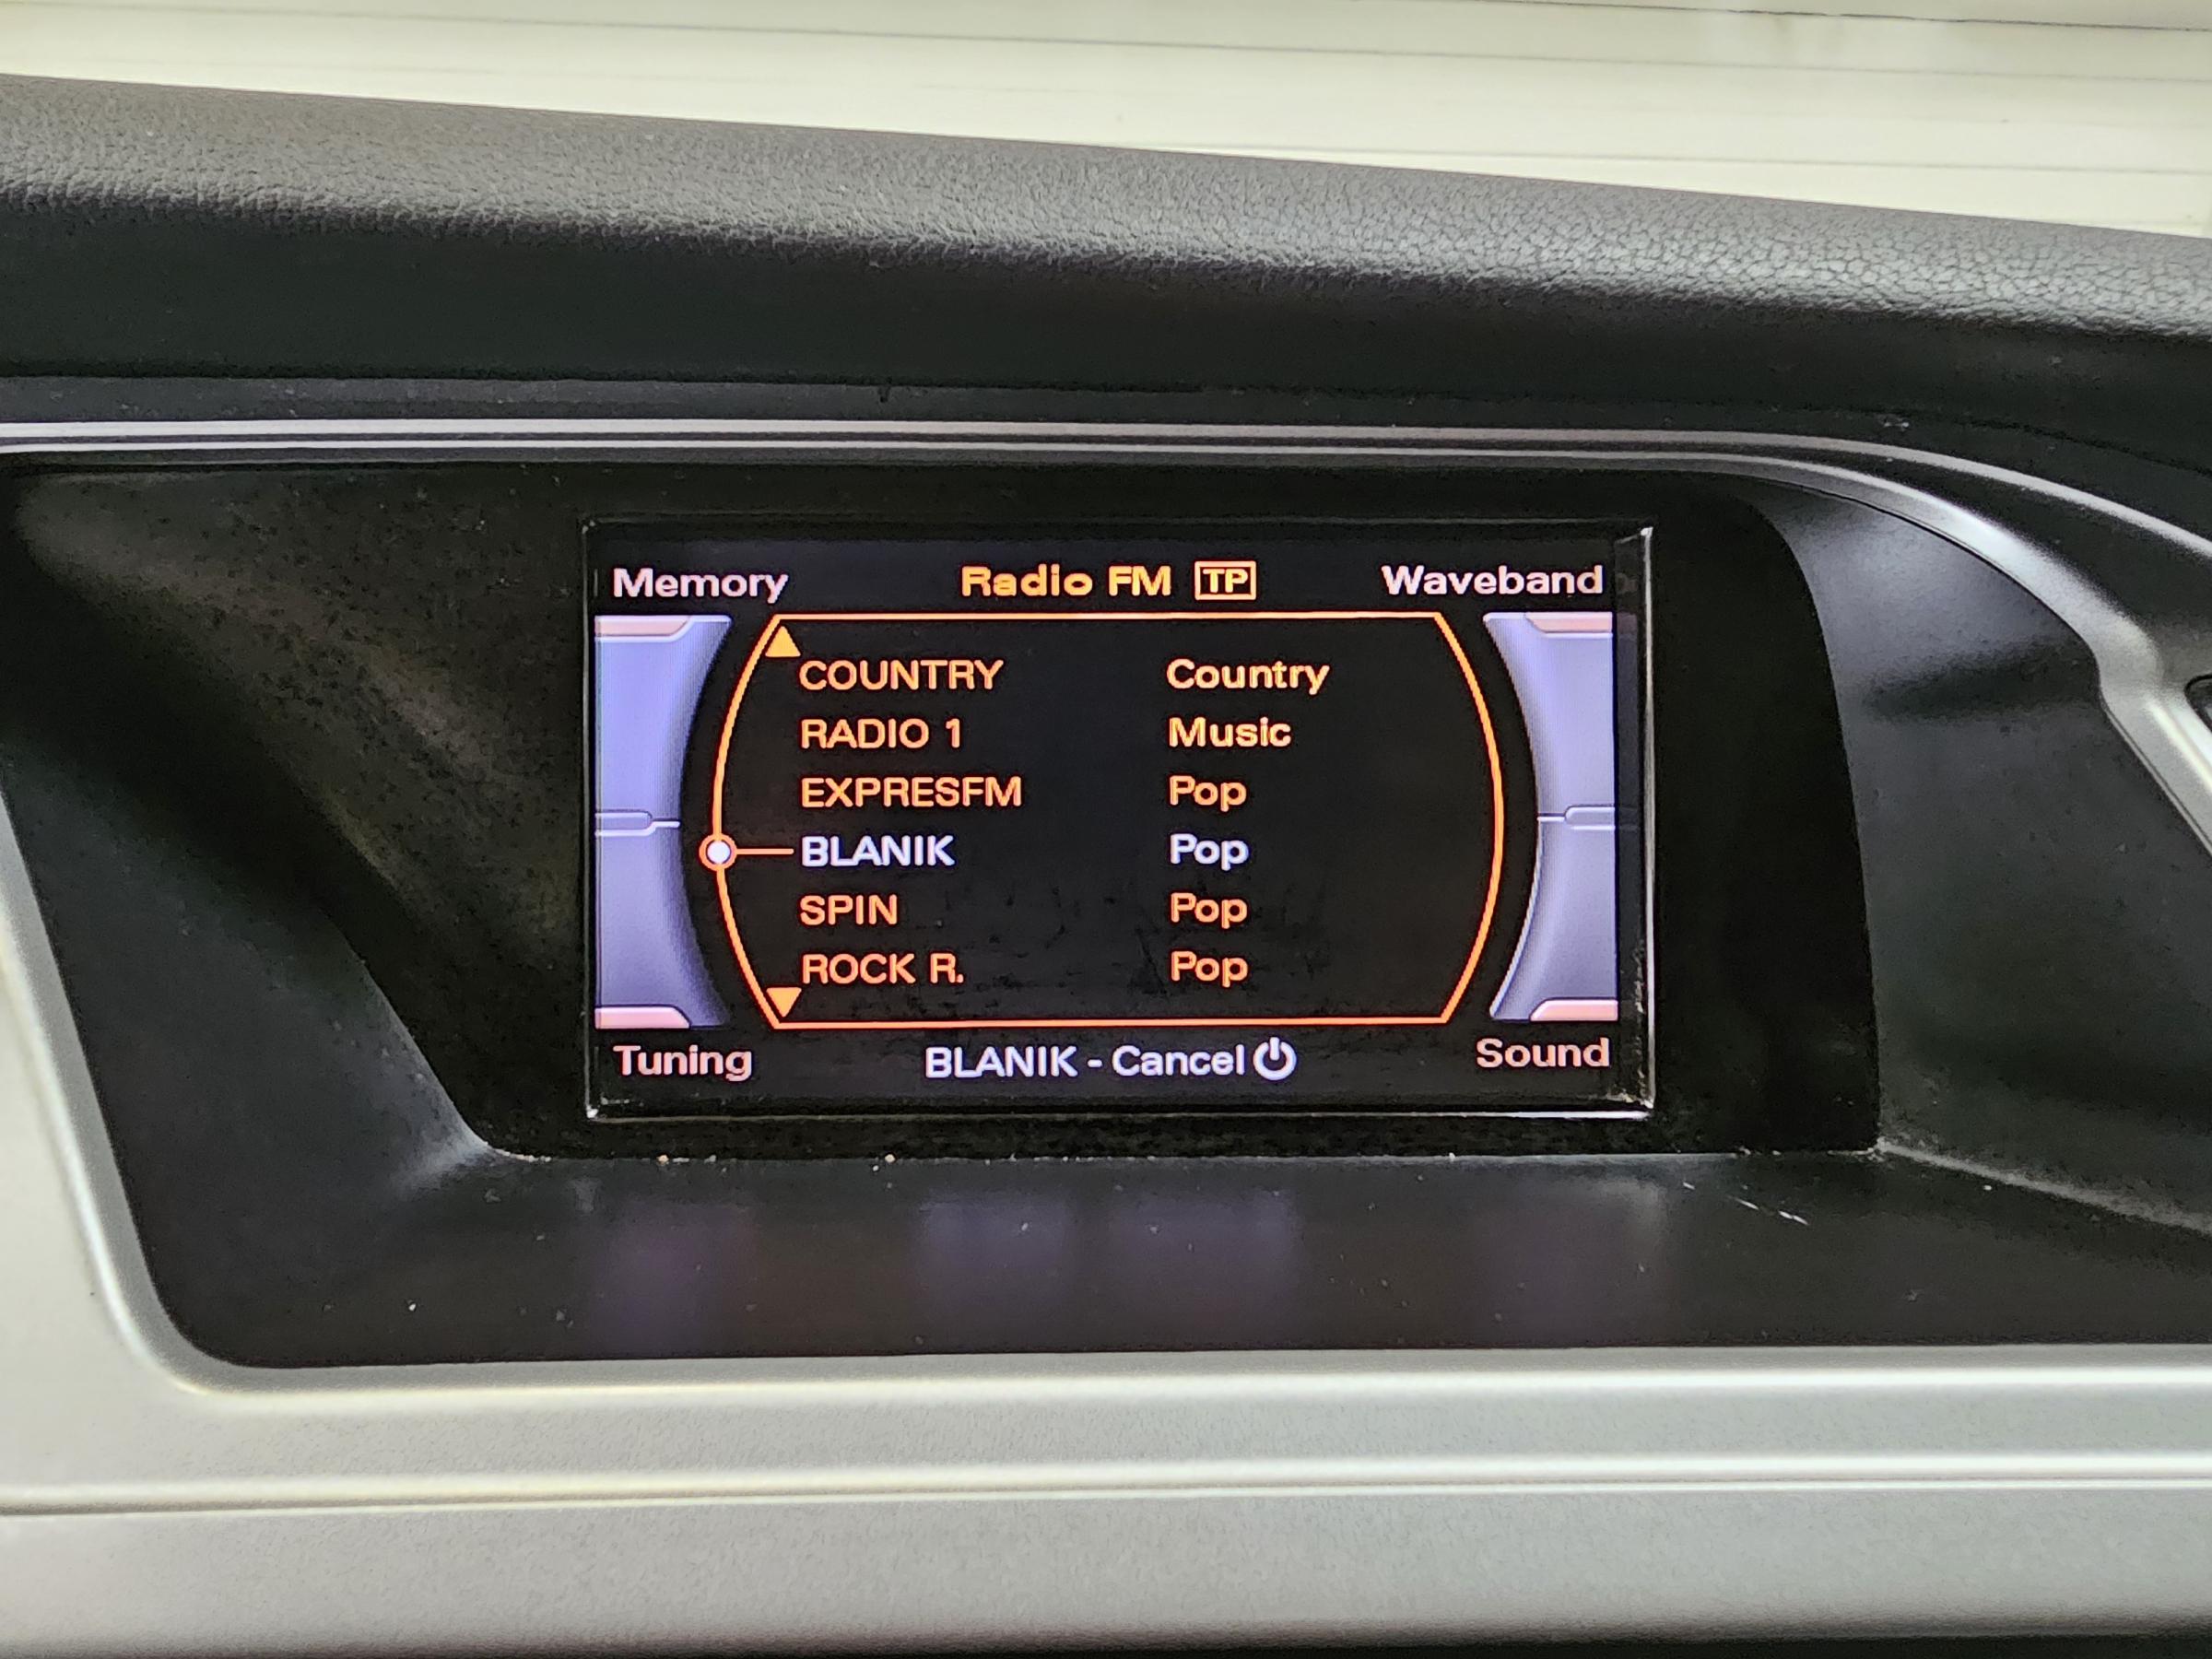 Memory Radio FM TP Waveband
COUNTRY Country
RADIO 1 Music
EXPRESFM Pop
BLANIK Pop
SPIN Pop
ROCK R. Pop
Tuning BLANIK - Cancel Sound